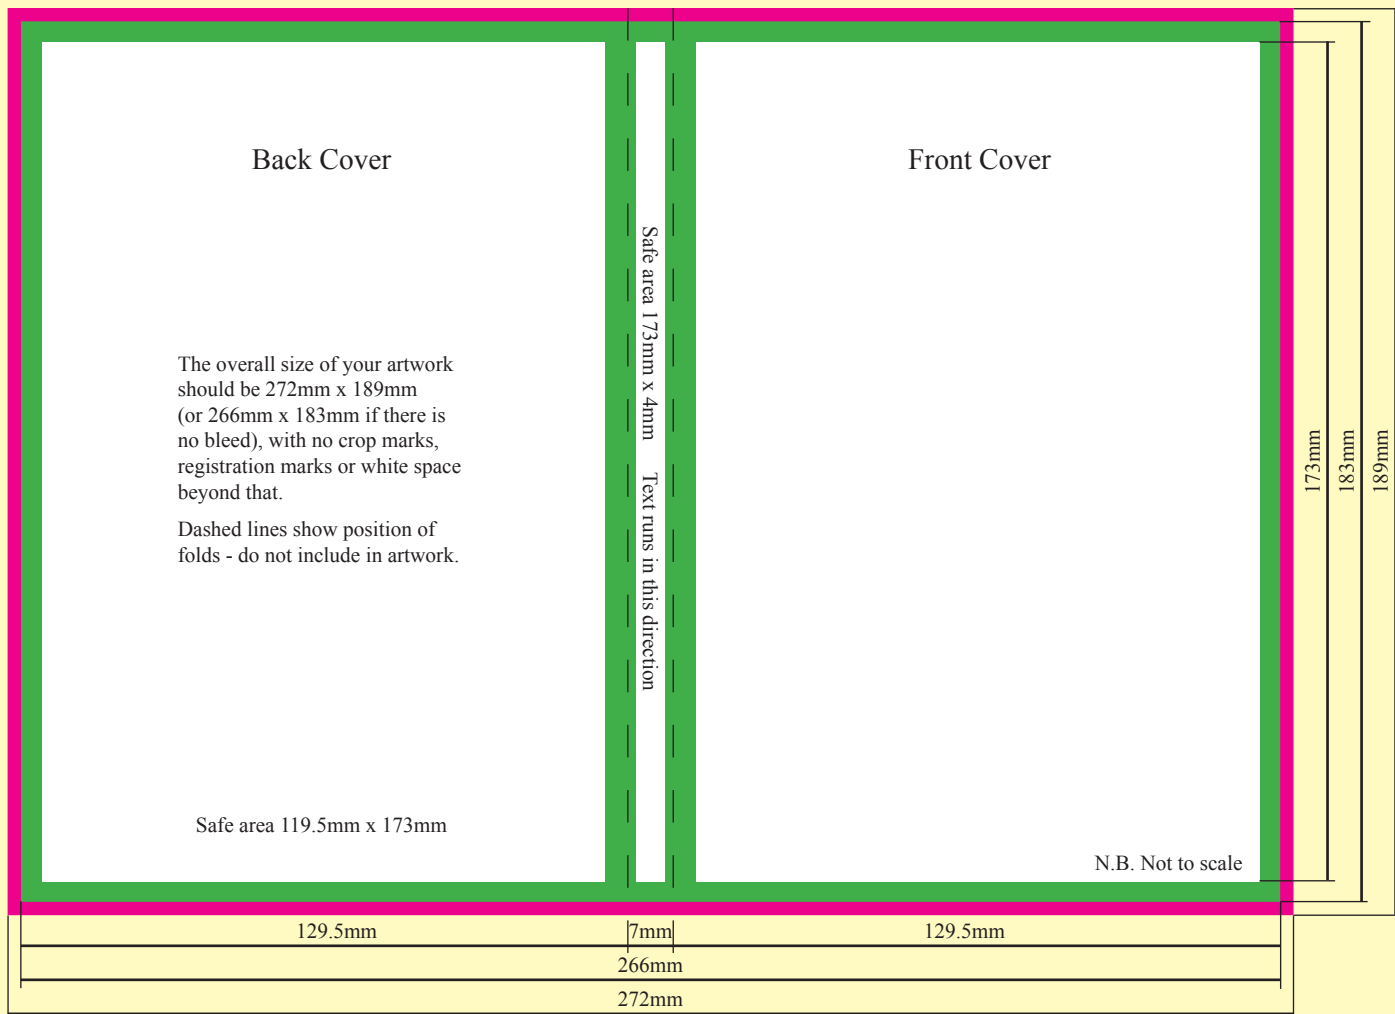 Back Cover
Front Cover
Safe area 173mm x 4mm Text runs in this direction
The overall size of your artwork
should be 272mm x 189mm
(or 266mm x 183mm if there is
no bleed), with no crop marks,
registration marks or white space
beyond that.
Dashed lines show position of
folds - do not include in artwork.
Safe area 119.5mm x 173mm
N.B. Not to scale
173mm
183mm
189mm
129.5mm
7mm
129.5mm
266mm
272mm